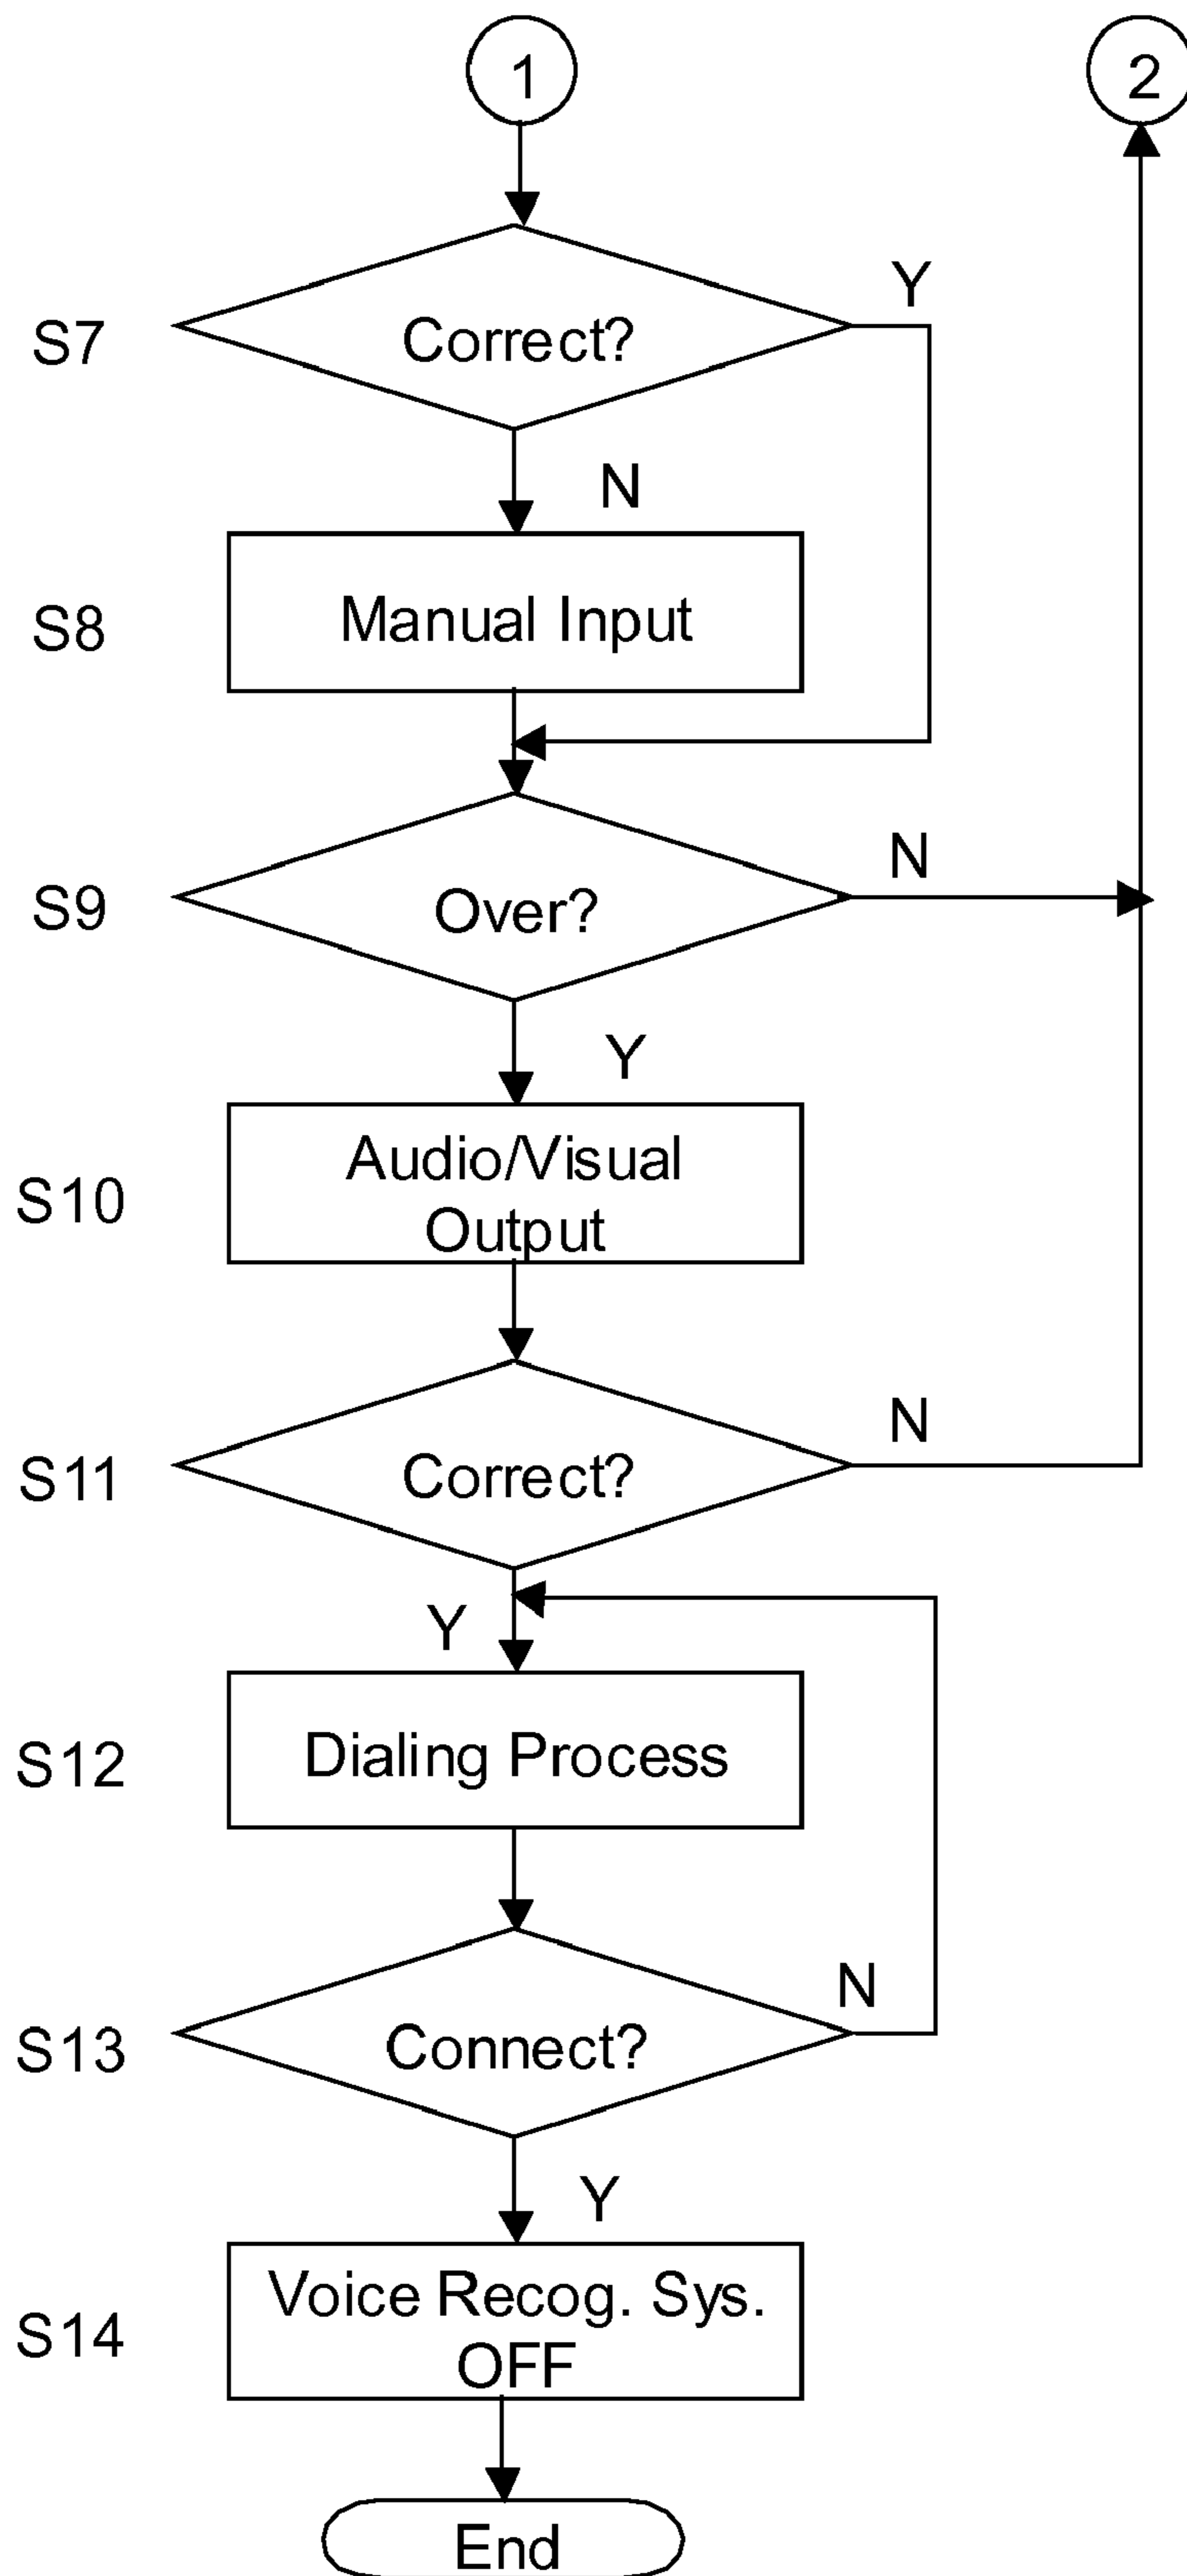 1
2
S7
Correct?
Y
N
S8
Manual Input
S9
Over?
N
Y
S10
Audio/Visual
Output
S11
Correct?
N
Y
S12
Dialing Process
S13
Connect?
N
Y
S14
Voice Recog. Sys.
OFF
End